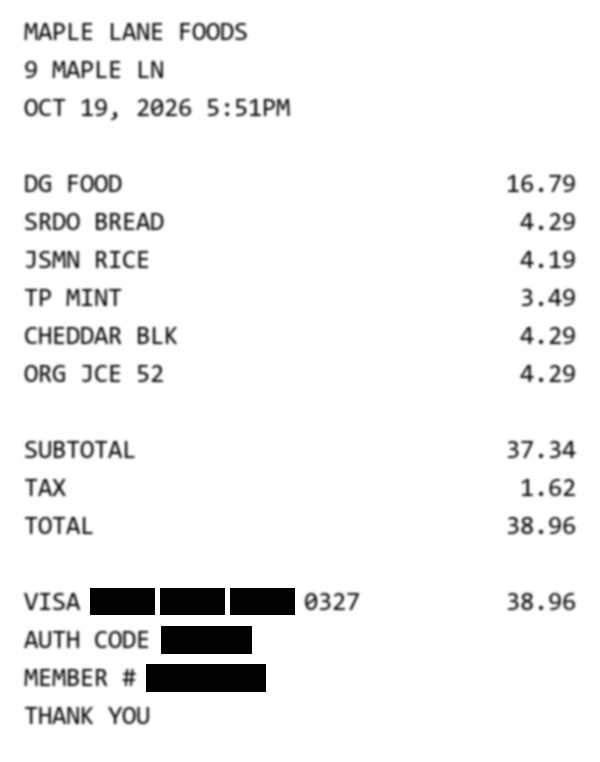 MAPLE LANE FOODS
9 MAPLE LN
OCT 19, 2026 5:51PM
DG FOOD 16.79
SRDO BREAD 4.29
JSMN RICE 4.19
TP MINT 3.49
CHEDDAR BLK 4.29
ORG JCE 52 4.29
SUBTOTAL 37.34
TAX 1.62
TOTAL 38.96
VISA 0327 38.96
AUTH CODE
MEMBER #
THANK YOU